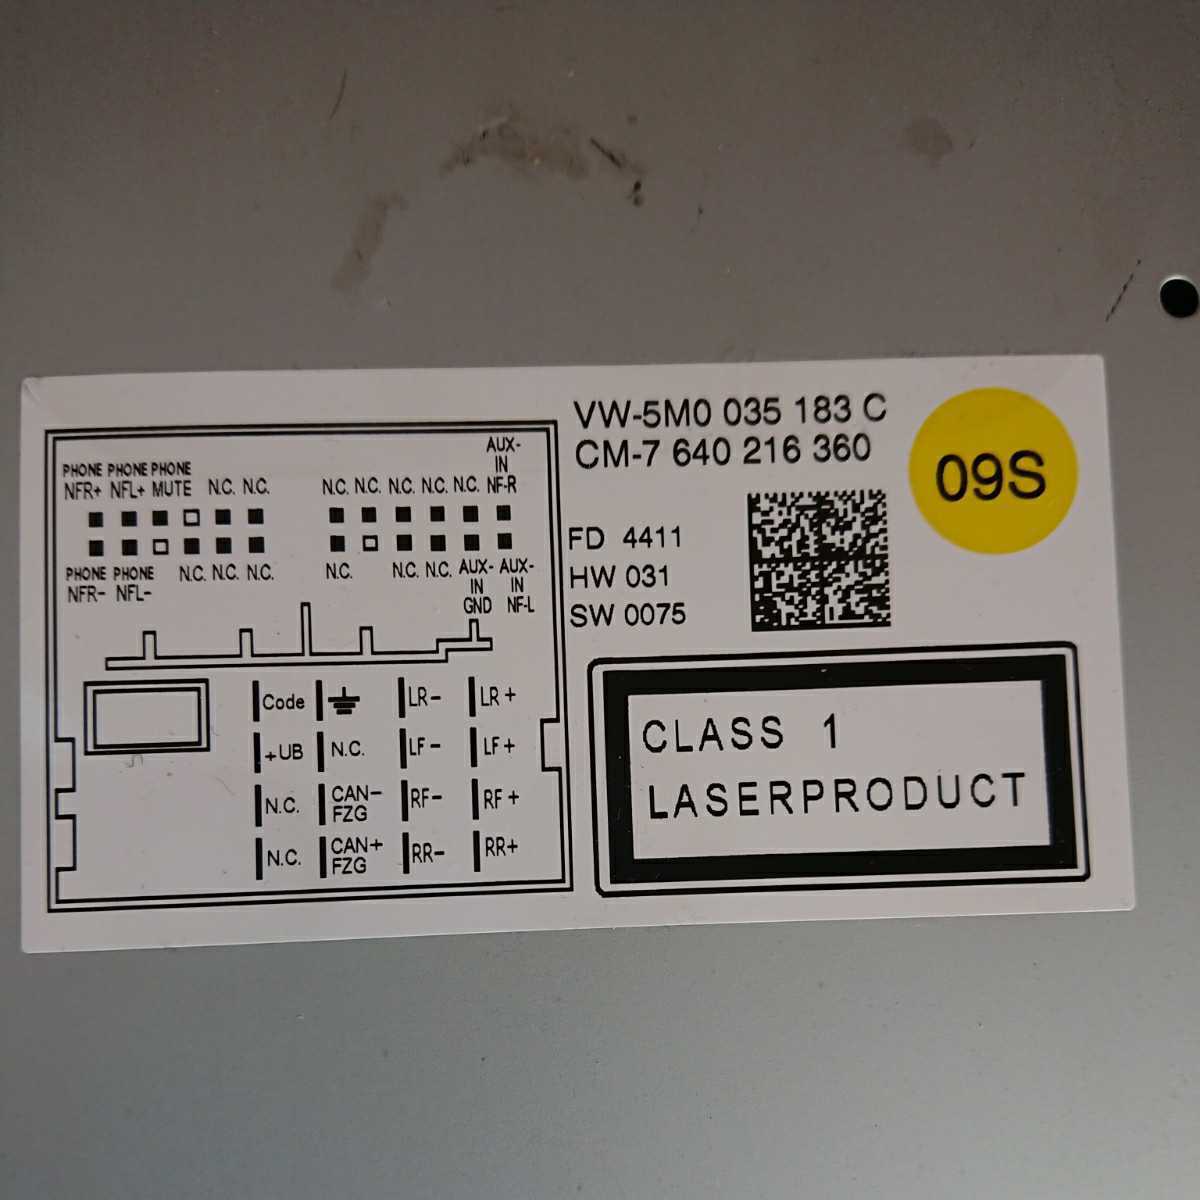 VW-5M0 035 183 C
CM-7 640 216 360
09S
FD 4411
HW 031
SW 0075
CLASS 1
LASERPRODUCT
AUX-
IN
PHONE PHONE PHONE
NFR+ NFL+ MUTE N.C. N.C. N.C. N.C. N.C. N.C. N.C. NF-R
PHONE PHONE N.C. N.C. N.C. N.C. N.C. N.C. AUX- AUX-
NFR- NFL- IN IN
GND NF-L
Code LR- LR+
+UB N.C. LF- LF+
N.C. CAN- FZG RF- RF+
N.C. CAN+ FZG RR- RR+